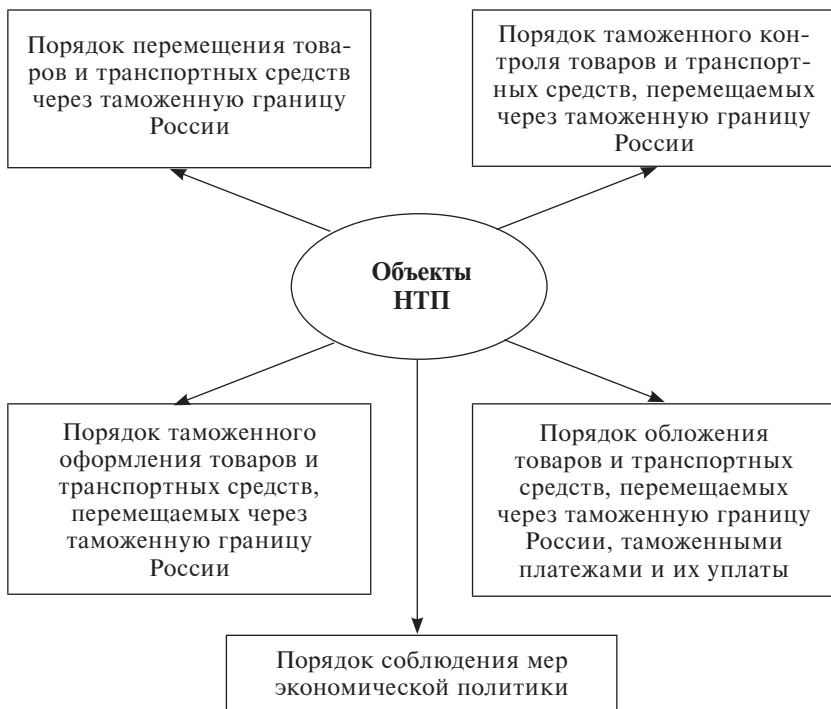 Порядок перемещения това-
ров и транспортных средств
через таможенную границу
России
Порядок таможенного кон-
троля товаров и транспорт-
ных средств, перемещаемых
через таможенную границу
России
Объекты
НТП
Порядок таможенного
оформления товаров и
транспортных средств,
перемещаемых через
таможенную границу
России
Порядок обложения
товаров и транспортных
средств, перемещаемых
через таможенную границу
России, таможенными
платежами и их уплаты
Порядок соблюдения мер
экономической политики